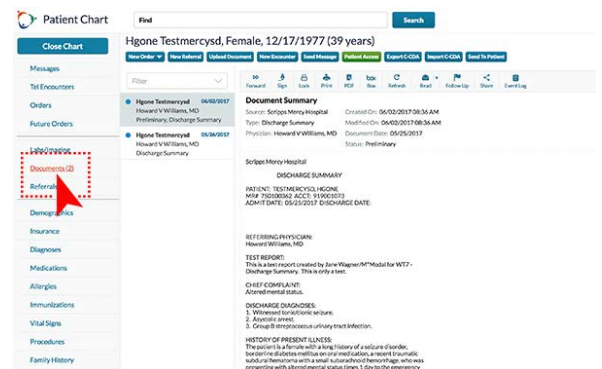 Patient Chart
Find
Search
Close Chart
Hgone Testmercysd, Female, 12/17/1977 (39 years)
New Order New Referral Upload Document New Encounter Send Message Patient Access Export C-CDA Import C-CDA Send To Patient
Messages
Tel Encounters
Orders
Future Orders
Labs/Imaging
Documents (2)
Referrals
Demographics
Insurance
Diagnoses
Medications
Allergies
Immunizations
Vital Signs
Procedures
Family History
Filter
Hgone Testmercysd 06/02/2017
Howard V Williams, MD
Preliminary, Discharge Summary
Hgone Testmercysd 05/26/2017
Howard V Williams, MD
Discharge Summary
Forward Sign Lock Print PDF Box Refresh Read Follow Up Share Event Log
Document Summary
Source: Scripps Mercy Hospital Created On: 06/02/2017 08:36 AM
Type: Discharge Summary Modified On: 06/02/2017 08:36 AM
Physician: Howard V Williams, MD Document Date: 05/25/2017
Status: Preliminary
Scripps Mercy Hospital
DISCHARGE SUMMARY
PATIENT: TESTMERCYSD, HGONE
MR# 750100362 ACCT: 919001073
ADMIT DATE: 05/25/2017 DISCHARGE DATE:
REFERRING PHYSICIAN:
Howard Williams, MD
TEST REPORT:
This is a test report created by Jane Wagner/M*Modal for WT7 -
Discharge Summary. This is only a test.
CHIEF COMPLAINT:
Altered mental status.
DISCHARGE DIAGNOSES:
1. Witnessed tonic/tonic seizure.
2. Asystolic arrest.
3. Group B streptococcus urinary tract infection.
HISTORY OF PRESENT ILLNESS:
The patient is a female with a long history of a seizure disorder,
borderline diabetes mellitus on oral medication, a recent traumatic
subdural hematoma with a small subarachnoid hemorrhage, who was
presenting with altered mental status times 1 day to the emergency